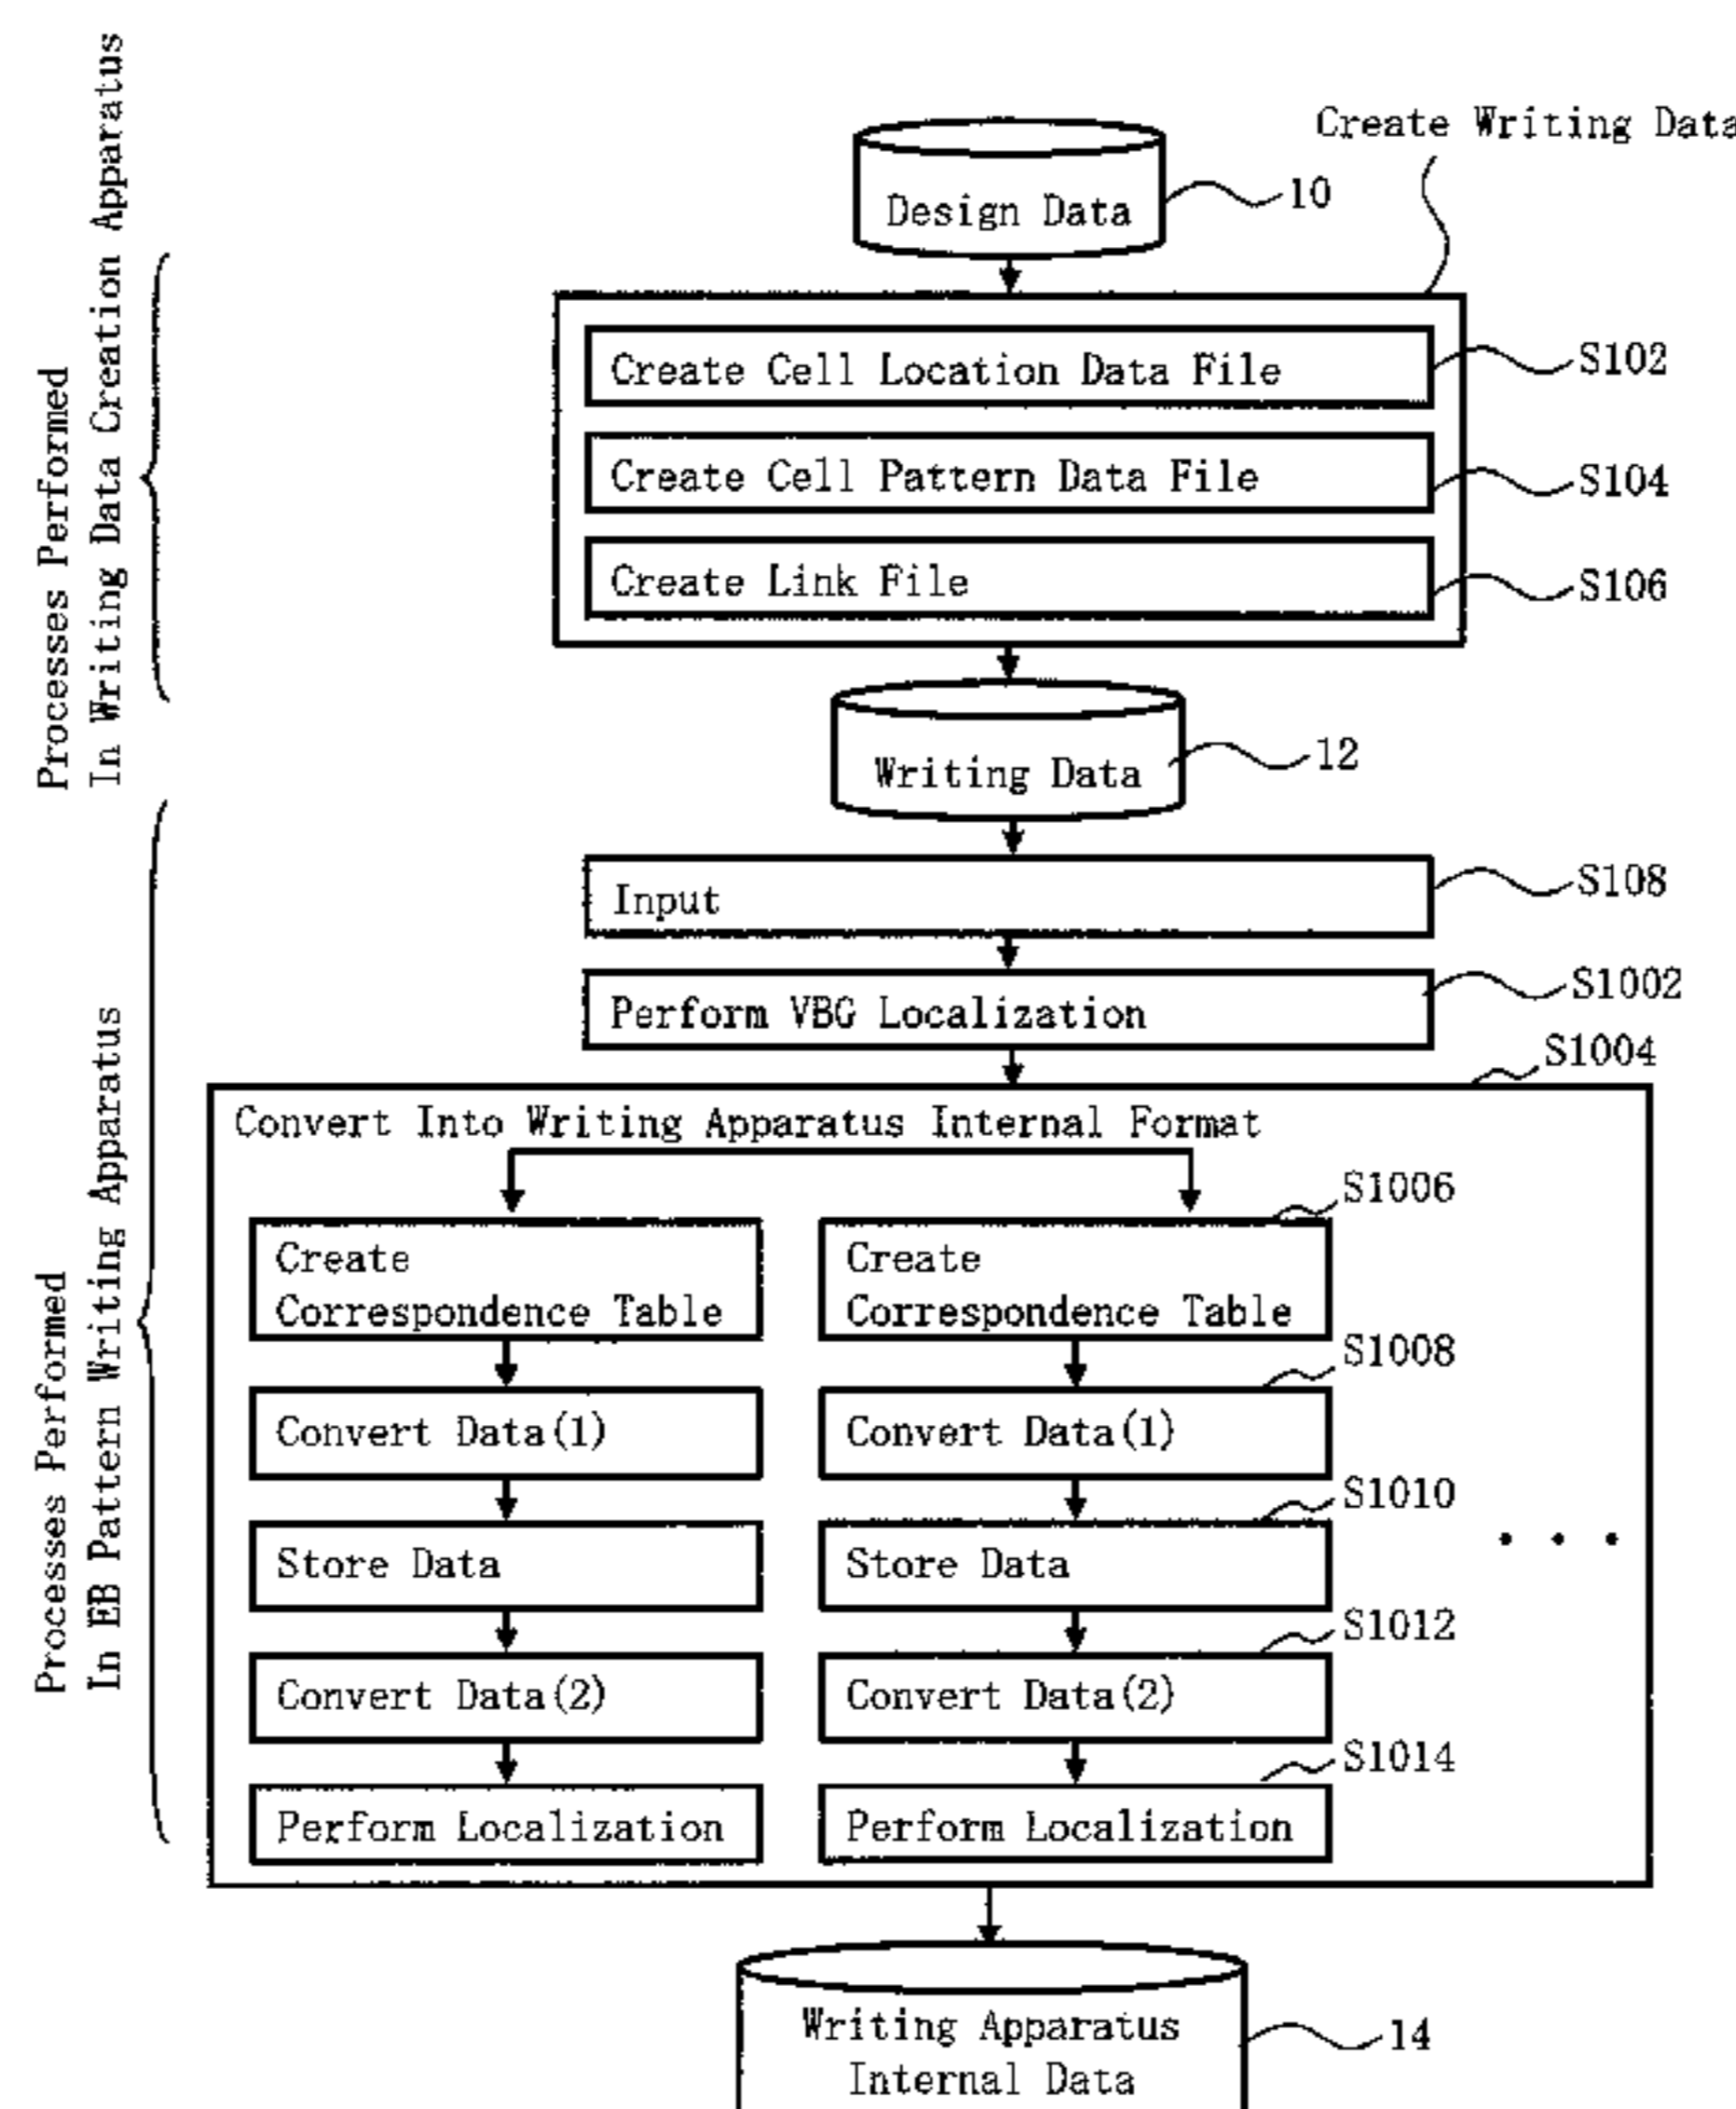 Processes Performed
In Writing Data Creation Apparatus
Create Writing Data
Design Data
10
Create Cell Location Data File
S102
Create Cell Pattern Data File
S104
Create Link File
S106
Writing Data
12
Processes Performed
In EB Pattern Writing Apparatus
Input
S108
Perform VBG Localization
S1002
S1004
Convert Into Writing Apparatus Internal Format
S1006
Create
Correspondence Table
Create
Correspondence Table
S1008
Convert Data(1)
Convert Data(1)
S1010
Store Data
Store Data
. . .
S1012
Convert Data(2)
Convert Data(2)
S1014
Perform Localization
Perform Localization
Writing Apparatus
Internal Data
14